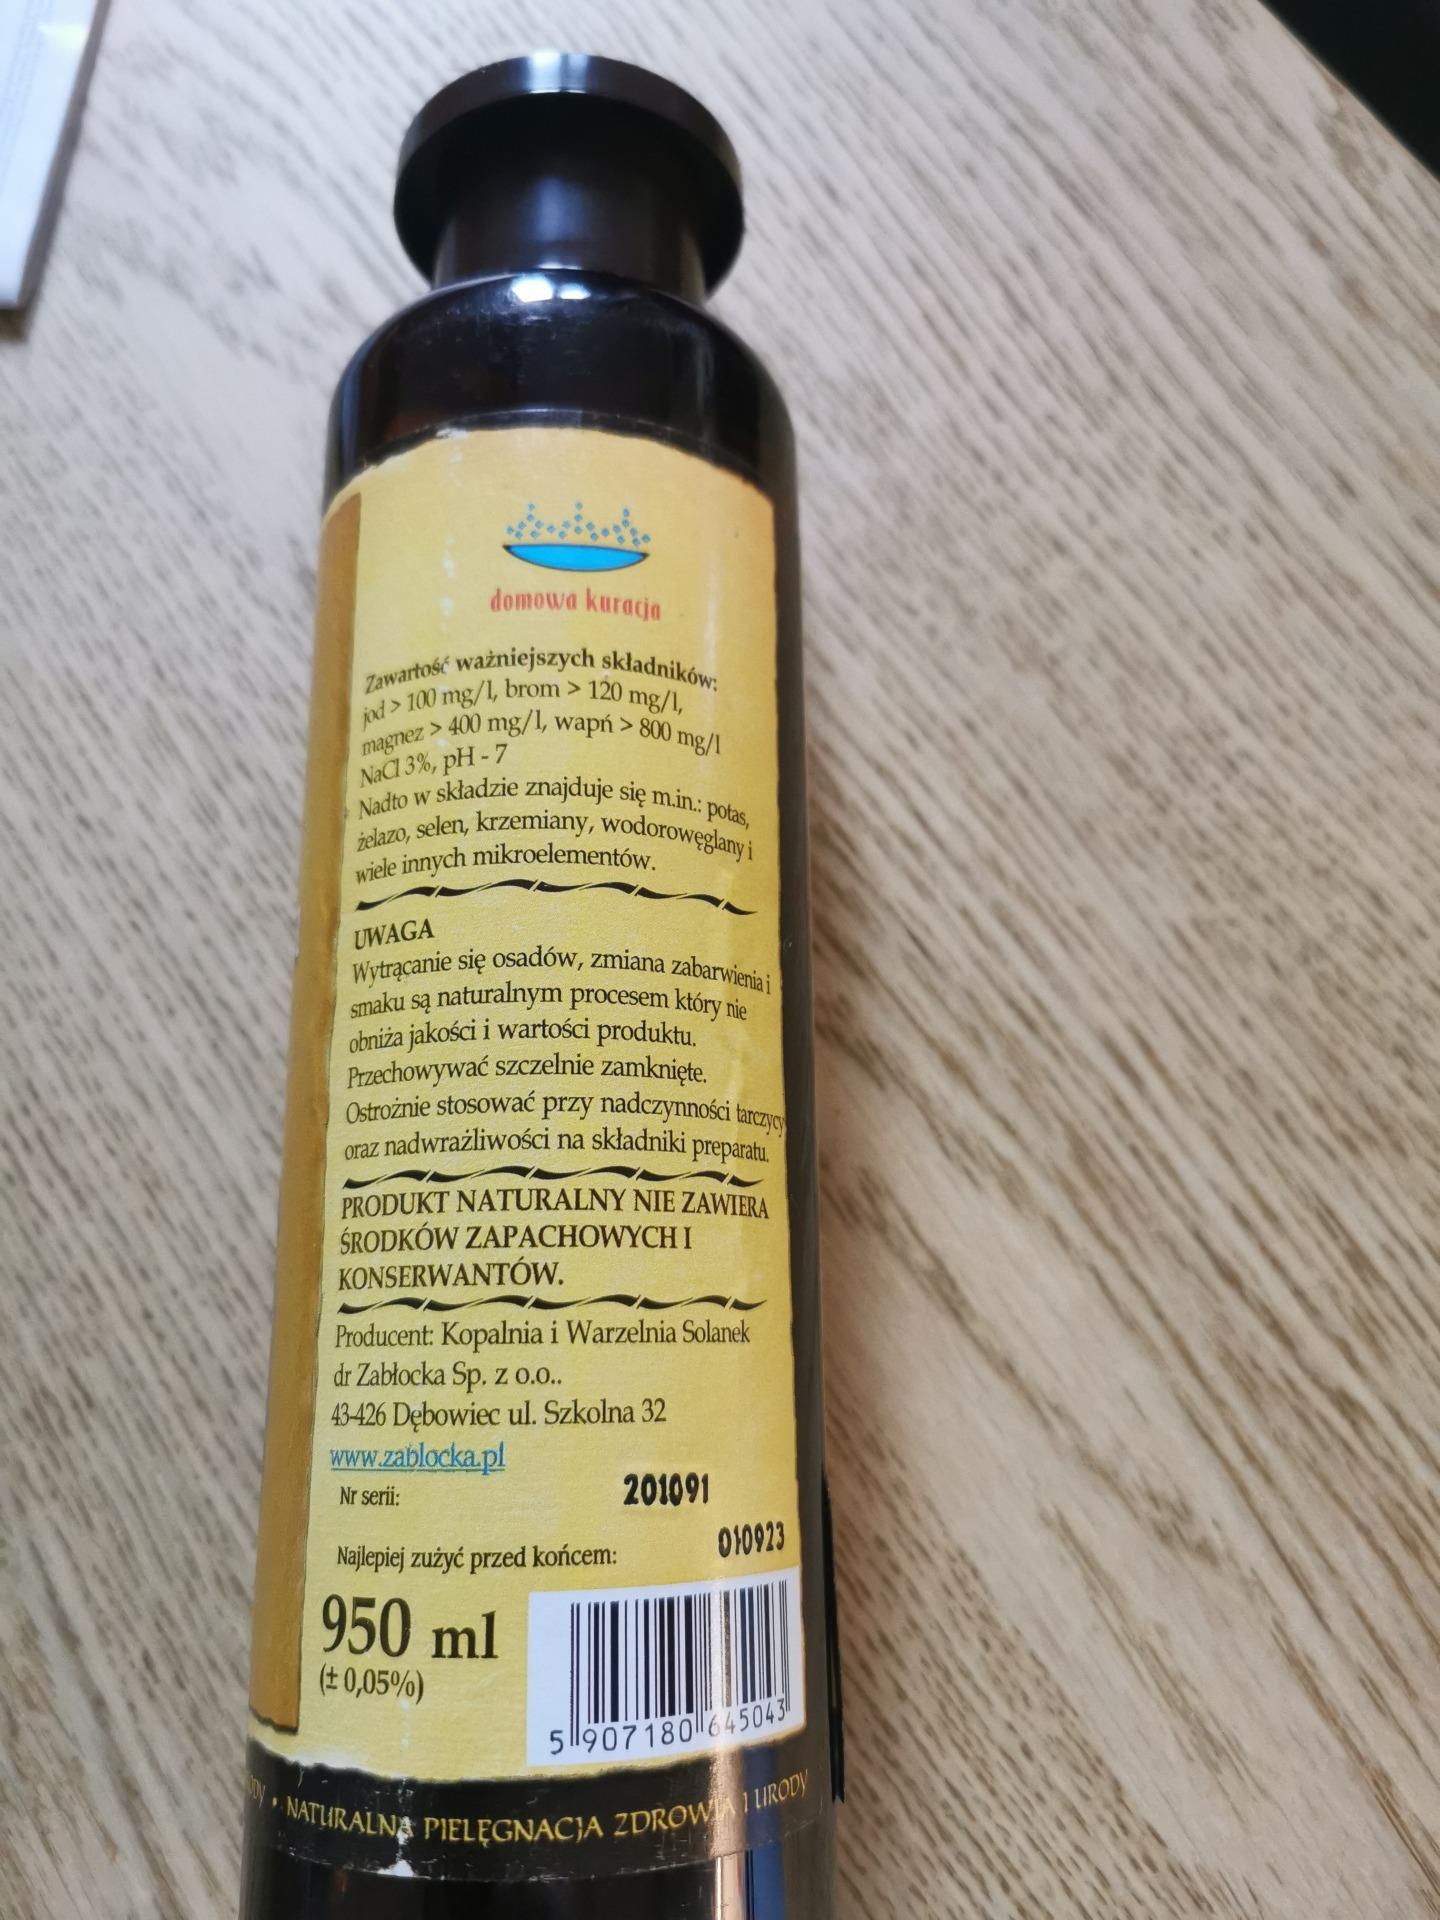 domowa kuracja
Zawartość ważniejszych składników:
jod > 100 mg/l, brom > 120 mg/l,
magnez > 400 mg/l, wapń > 800 mg/l
NaCl 3%, pH - 7
Nadto w składzie znajduje się m.in.: potas,
żelazo, selen, krzemiany, wodorowęglany i
wiele innych mikroelementów.
UWAGA
Wytrącanie się osadów, zmiana zabarwienia i
smaku są naturalnym procesem który nie
obniża jakości i wartości produktu.
Przechowywać szczelnie zamknięte.
Ostrożnie stosować przy nadczynności tarczycy
oraz nadwrażliwości na składniki preparatu.
PRODUKT NATURALNY NIE ZAWIERA
ŚRODKÓW ZAPACHOWYCH I
KONSERWANTÓW.
Producent: Kopalnia i Warzelnia Solanek
dr Zabłocka Sp. z o.o..
43-426 Dębowiec ul. Szkolna 32
www.zablocka.pl
Nr serii: 201091
Najlepiej zużyć przed końcem: 010923
950 ml
(± 0,05%)
5 907180 645043
• NATURALNA PIELĘGNACJA ZDROWIA I URODY